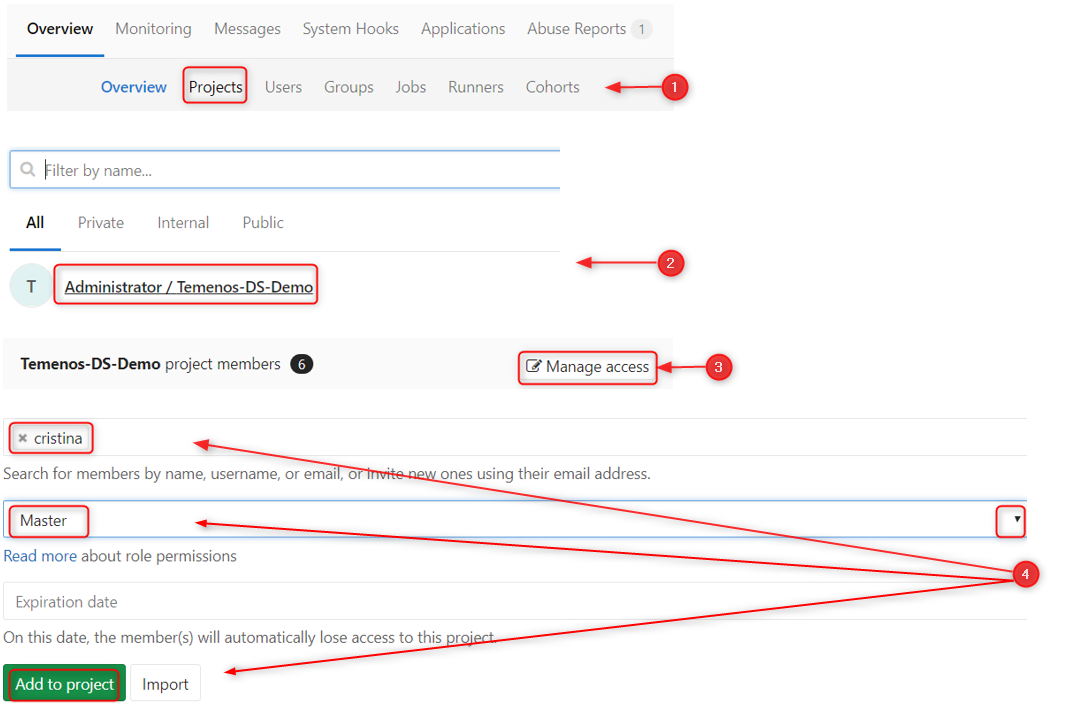 Overview Monitoring Messages System Hooks Applications Abuse Reports 1
Overview Projects Users Groups Jobs Runners Cohorts 1
Filter by name...
All Private Internal Public
2
T Administrator / Temenos-DS-Demo
Temenos-DS-Demo project members 6 Manage access 3
× cristina
Search for members by name, username, or email, or invite new ones using their email address.
Master
Read more about role permissions
4
Expiration date
On this date, the member(s) will automatically lose access to this project.
Add to project Import